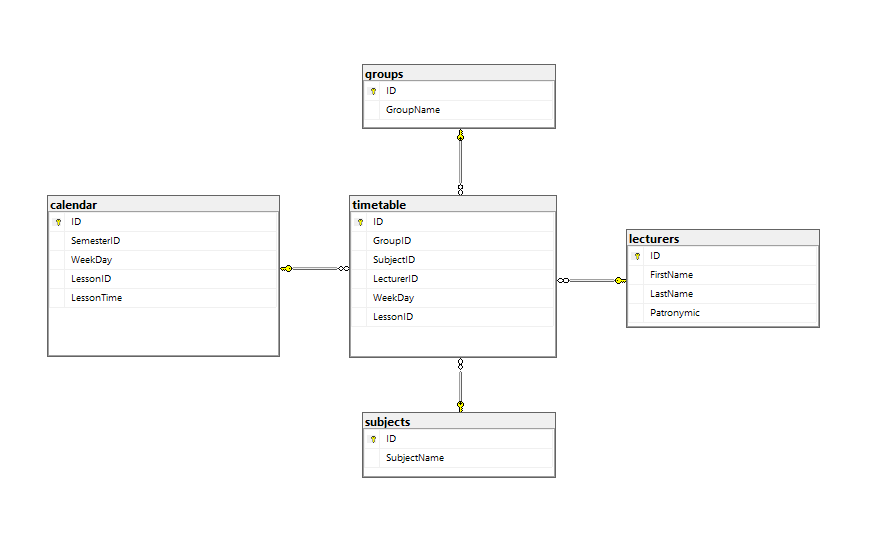 groups
ID
GroupName
calendar
ID
SemesterID
WeekDay
LessonID
LessonTime
timetable
ID
GroupID
SubjectID
LecturerID
WeekDay
LessonID
lecturers
ID
FirstName
LastName
Patronymic
subjects
ID
SubjectName